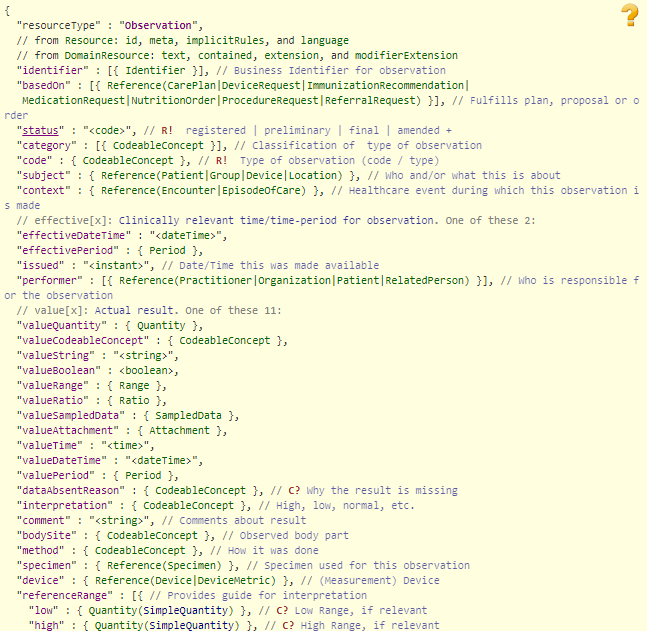 {
?
"resourceType" : "Observation",
// from Resource: id, meta, implicitRules, and language
// from DomainResource: text, contained, extension, and modifierExtension
"identifier" : [{ Identifier }], // Business Identifier for observation
"basedOn" : [{ Reference(CarePlan|DeviceRequest|ImmunizationRecommendation|
MedicationRequest|NutritionOrder|ProcedureRequest|ReferralRequest) }], // Fulfills plan, proposal or o
rder
"status" : "<code>", // R!  registered | preliminary | final | amended +
"category" : [{ CodeableConcept }], // Classification of  type of observation
"code" : { CodeableConcept }, // R!  Type of observation (code / type)
"subject" : { Reference(Patient|Group|Device|Location) }, // Who and/or what this is about
"context" : { Reference(Encounter|EpisodeOfCare) }, // Healthcare event during which this observation i
s made
// effective[x]: Clinically relevant time/time-period for observation. One of these 2:
"effectiveDateTime" : "<dateTime>",
"effectivePeriod" : { Period },
"issued" : "<instant>", // Date/Time this was made available
"performer" : [{ Reference(Practitioner|Organization|Patient|RelatedPerson) }], // Who is responsible f
or the observation
// value[x]: Actual result. One of these 11:
"valueQuantity" : { Quantity },
"valueCodeableConcept" : { CodeableConcept },
"valueString" : "<string>",
"valueBoolean" : <boolean>,
"valueRange" : { Range },
"valueRatio" : { Ratio },
"valueSampledData" : { SampledData },
"valueAttachment" : { Attachment },
"valueTime" : "<time>",
"valueDateTime" : "<dateTime>",
"valuePeriod" : { Period },
"dataAbsentReason" : { CodeableConcept }, // C? Why the result is missing
"interpretation" : { CodeableConcept }, // High, low, normal, etc.
"comment" : "<string>", // Comments about result
"bodySite" : { CodeableConcept }, // Observed body part
"method" : { CodeableConcept }, // How it was done
"specimen" : { Reference(Specimen) }, // Specimen used for this observation
"device" : { Reference(Device|DeviceMetric) }, // (Measurement) Device
"referenceRange" : [{ // Provides guide for interpretation
"low" : { Quantity(SimpleQuantity) }, // C? Low Range, if relevant
"high" : { Quantity(SimpleQuantity) }, // C? High Range, if relevant